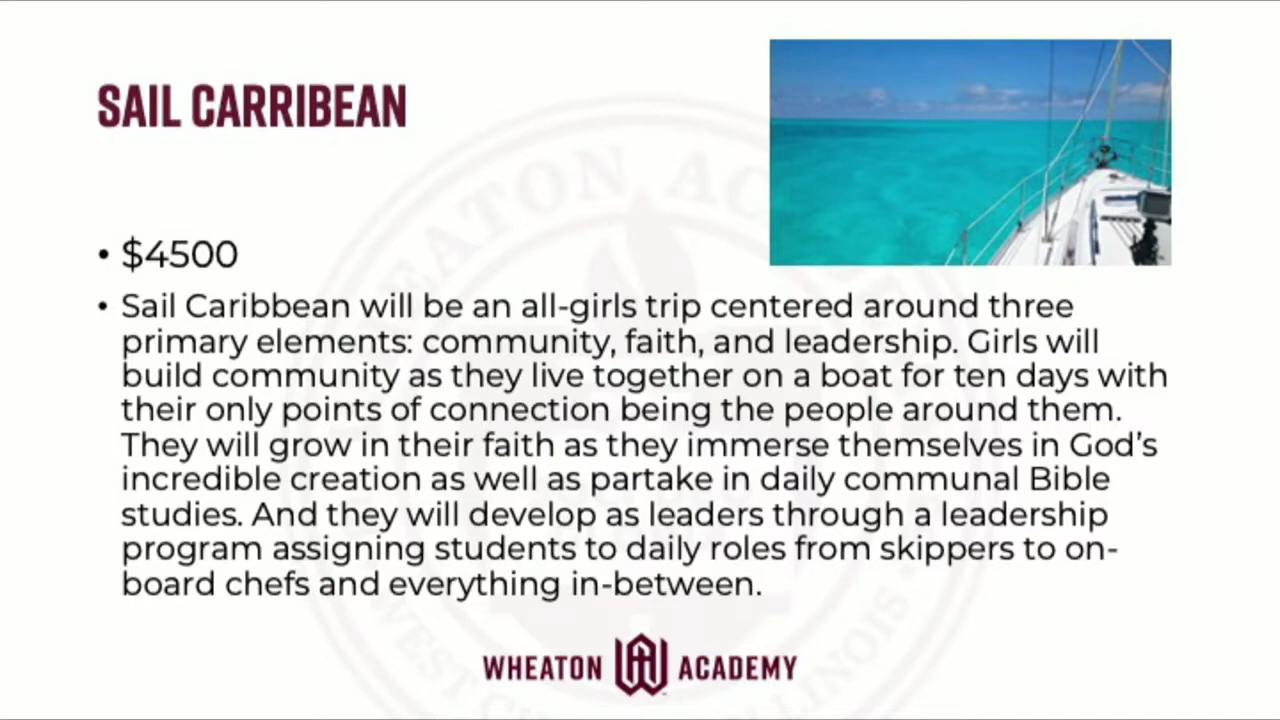 SAIL CARRIBEAN
• $4500
• Sail Caribbean will be an all-girls trip centered around three
primary elements: community, faith, and leadership. Girls will
build community as they live together on a boat for ten days with
their only points of connection being the people around them.
They will grow in their faith as they immerse themselves in God's
incredible creation as well as partake in daily communal Bible
studies. And they will develop as leaders through a leadership
program assigning students to daily roles from skippers to on-
board chefs and everything in-between.
WHEATON ACADEMY